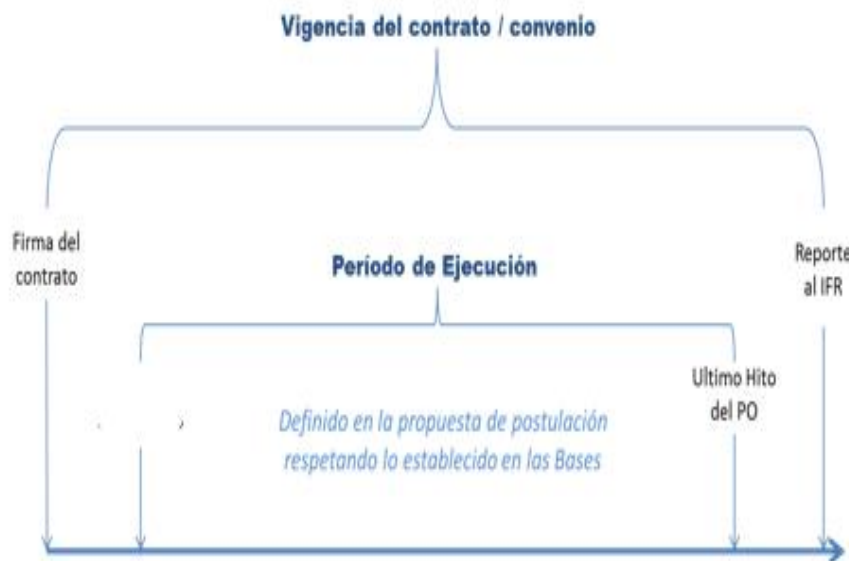 Vigencia del contrato / convenio
Firma del
contrato
Reporte
al IFR
Período de Ejecución
Ultimo Hito
del PO
Definido en la propuesta de postulación
respetando lo establecido en las Bases